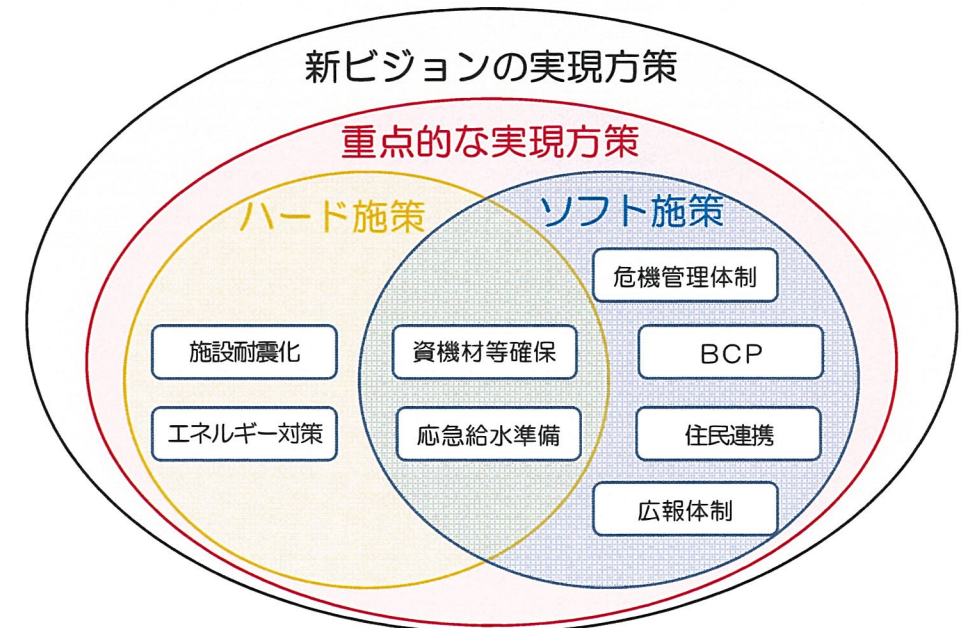 新ビジョンの実現方策
重点的な実現方策
ハード施策
ソフト施策
危機管理体制
施設耐震化
資機材等確保
BCP
エネルギー対策
応急給水準備
住民連携
広報体制